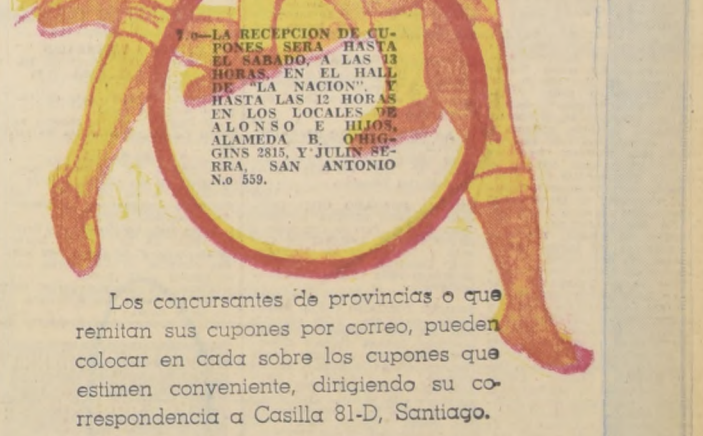 7.o—LA RECEPCION DE CU-
PONES SERA HASTA
EL SABADO, A LAS 13
HORAS, EN EL HALL
DE "LA NACION", Y
HASTA LAS 12 HORAS
EN LOS LOCALES DE
ALONSO E HIJOS,
ALAMEDA B. O'HIG-
GINS 2815, Y JULIN SE-
RRA, SAN ANTONIO
N.o 559.
Los concursantes de provincias o que
remitan sus cupones por correo, pueden
colocar en cada sobre los cupones que
estimen conveniente, dirigiendo su co-
rrespondencia a Casilla 81-D, Santiago.